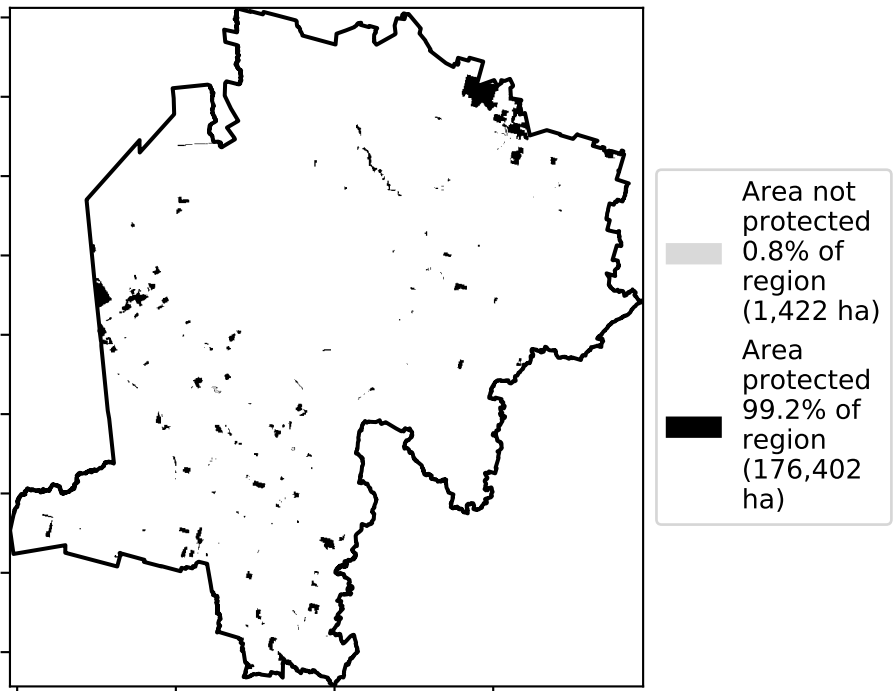 Area not
protected
0.8% of
region
(1,422 ha)
Area
protected
99.2% of
region
(176,402
ha)